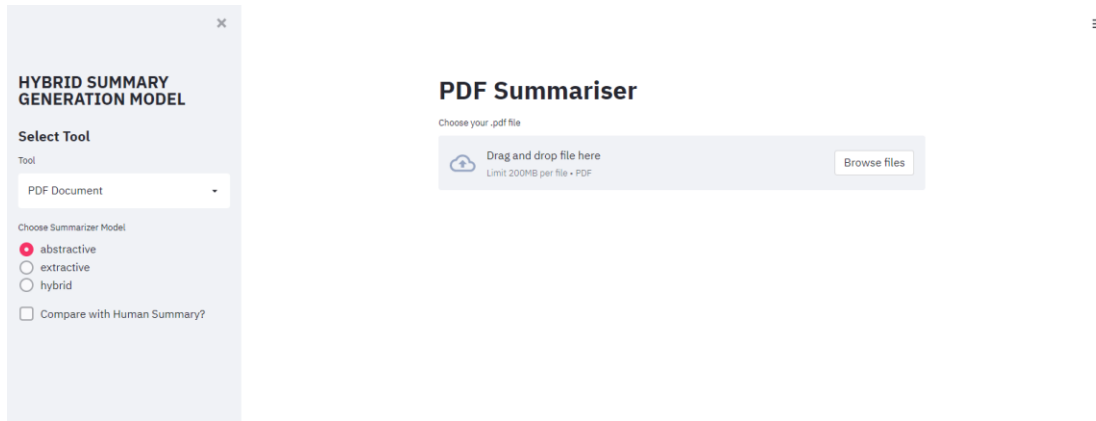 HYBRID SUMMARY
GENERATION MODEL
Select Tool
Tool
PDF Document
Choose Summarizer Model
abstractive
extractive
hybrid
Compare with Human Summary?
PDF Summariser
Choose your .pdf file
Drag and drop file here
Limit 200MB per file • PDF
Browse files